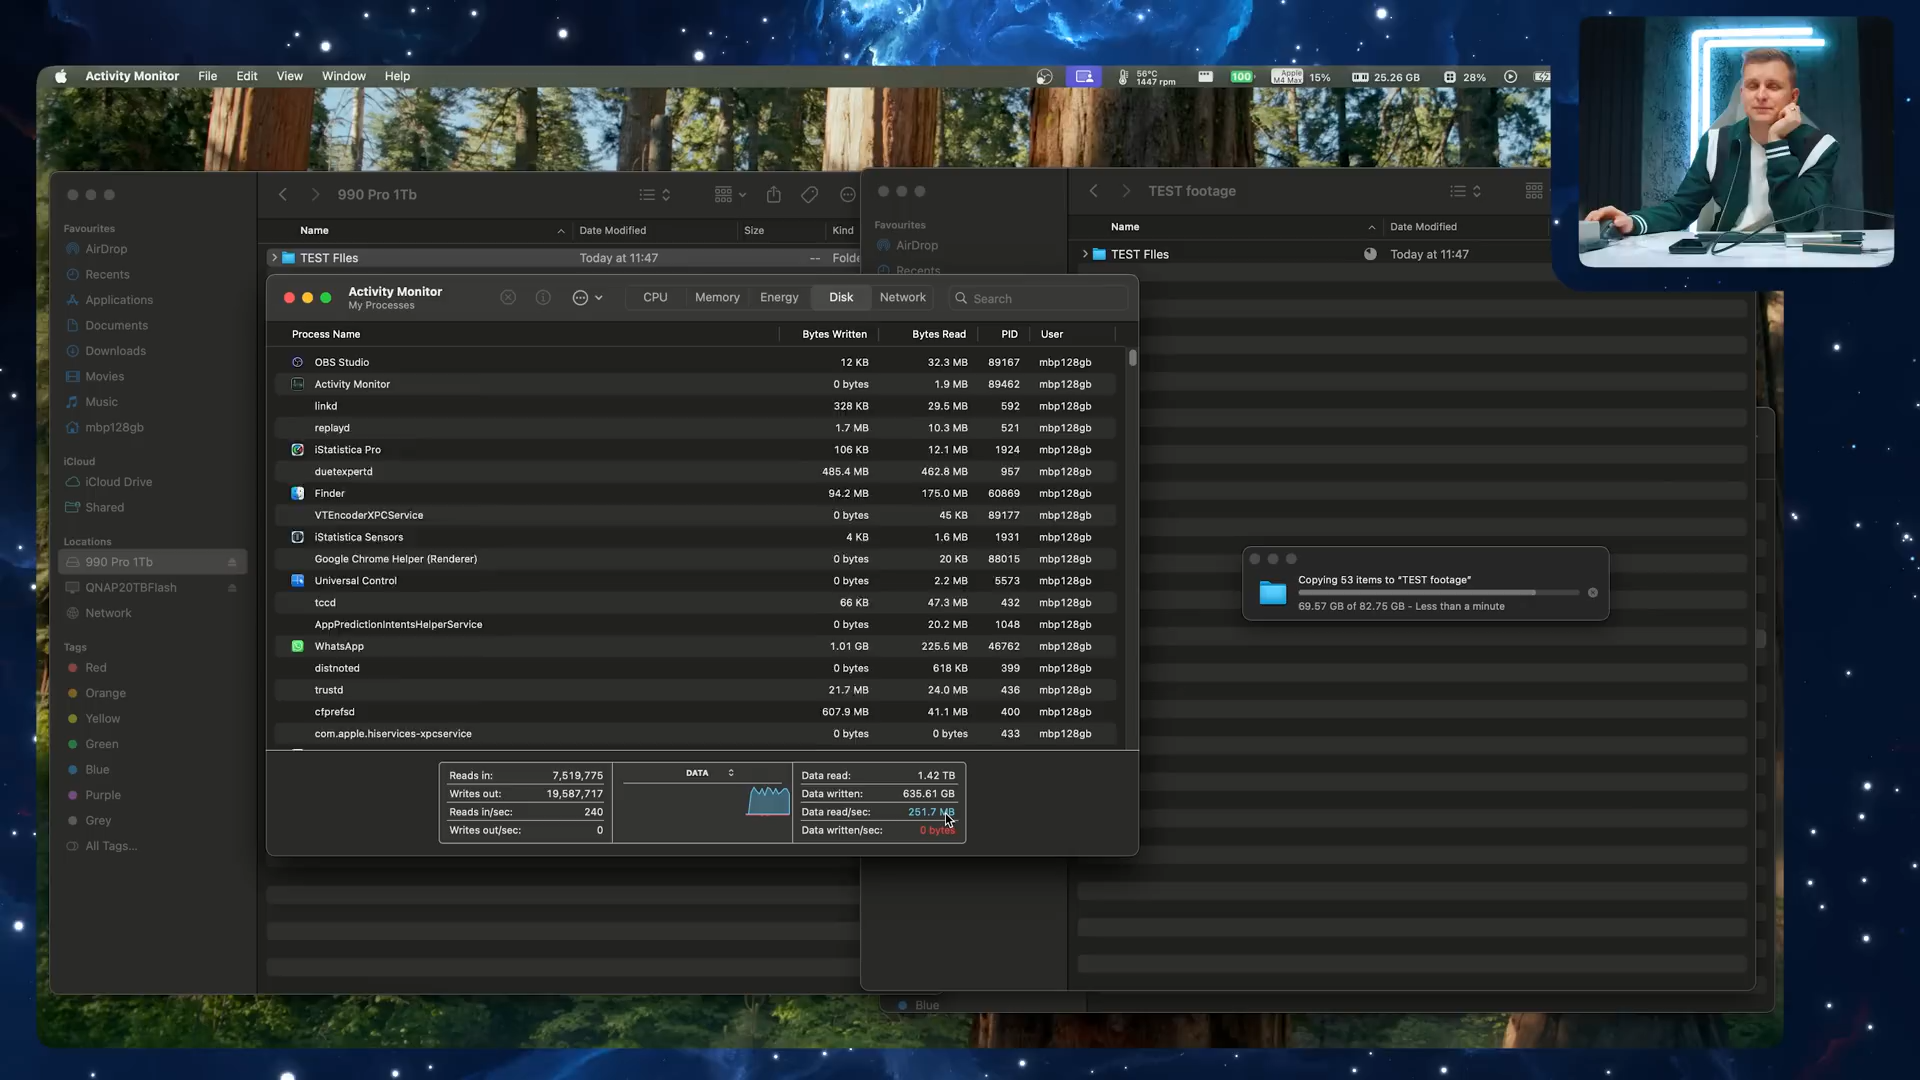 Activity Monitor File Edit View Window Help
56°C
1447 rpm
100
Apple
M4 Max
15%
25.26 GB
28%
990 Pro 1Tb
Name Date Modified Size Kind
TEST FIles Today at 11:47 -- Folde
Favourites
AirDrop
Recents
Applications
Documents
Downloads
Movies
Music
mbp128gb
iCloud
iCloud Drive
Shared
Locations
990 Pro 1Tb
QNAP20TBFlash
Network
Tags
Red
Orange
Yellow
Green
Blue
Purple
Grey
All Tags...
TEST footage
Favourites
AirDrop
Recents
Name Date Modified
TEST FIles Today at 11:47
Activity Monitor
My Processes
CPU Memory Energy Disk Network Search
Process Name Bytes Written Bytes Read PID User
OBS Studio 12 KB 32.3 MB 89167 mbp128gb
Activity Monitor 0 bytes 1.9 MB 89462 mbp128gb
linkd 328 KB 29.5 MB 592 mbp128gb
replayd 1.7 MB 10.3 MB 521 mbp128gb
iStatistica Pro 106 KB 12.1 MB 1924 mbp128gb
duetexpertd 485.4 MB 462.8 MB 957 mbp128gb
Finder 94.2 MB 175.0 MB 60869 mbp128gb
VTEncoderXPCService 0 bytes 45 KB 89177 mbp128gb
iStatistica Sensors 4 KB 1.6 MB 1931 mbp128gb
Google Chrome Helper (Renderer) 0 bytes 20 KB 88015 mbp128gb
Universal Control 0 bytes 2.2 MB 5573 mbp128gb
tccd 66 KB 47.3 MB 432 mbp128gb
AppPredictionIntentsHelperService 0 bytes 20.2 MB 1048 mbp128gb
WhatsApp 1.01 GB 225.5 MB 46762 mbp128gb
distnoted 0 bytes 618 KB 399 mbp128gb
trustd 21.7 MB 24.0 MB 436 mbp128gb
cfprefsd 607.9 MB 41.1 MB 400 mbp128gb
com.apple.hiservices-xpcservice 0 bytes 0 bytes 433 mbp128gb
Reads in: 7,519,775
Writes out: 19,587,717
Reads in/sec: 240
Writes out/sec: 0
DATA
Data read: 1.42 TB
Data written: 635.61 GB
Data read/sec: 251.7 MB
Data written/sec: 0 bytes
Copying 53 items to “TEST footage”
69.57 GB of 82.75 GB - Less than a minute
Blue